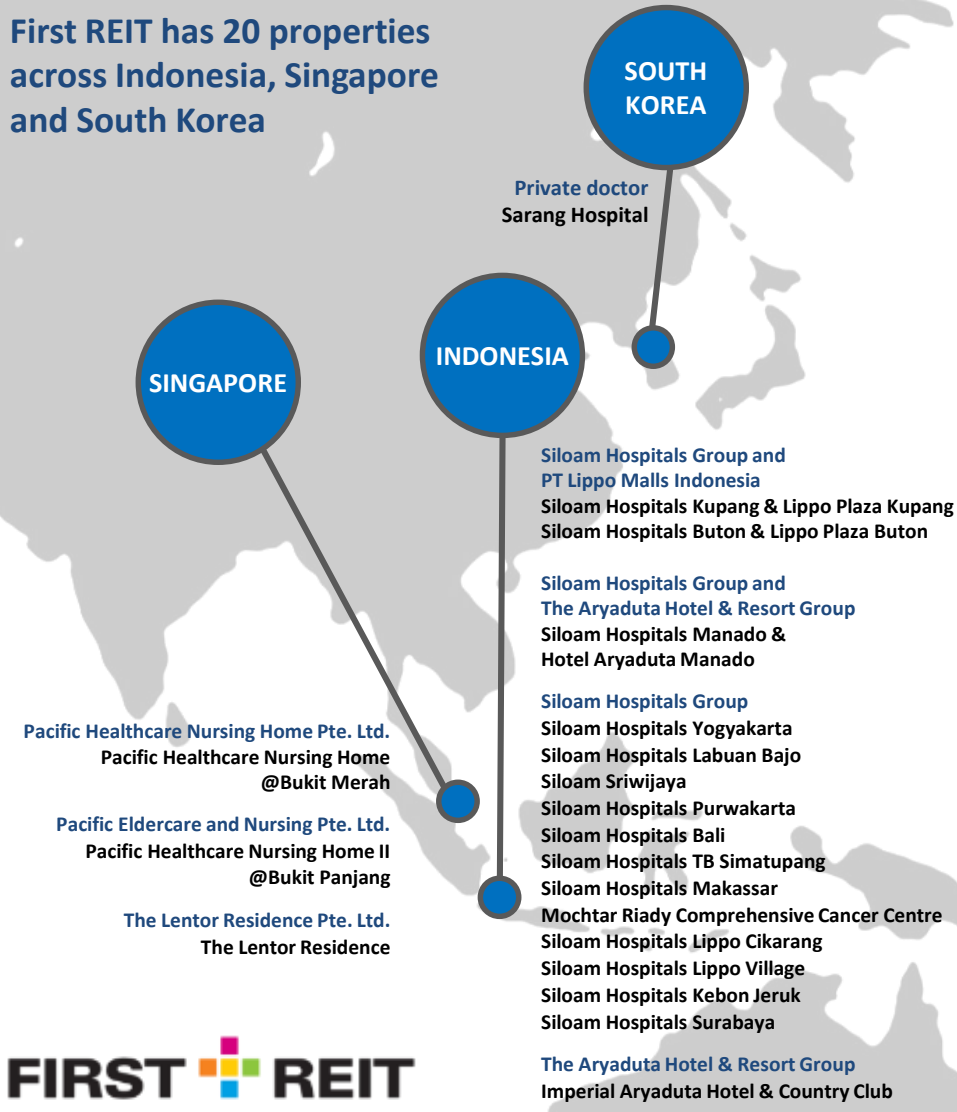 First REIT has 20 properties
across Indonesia, Singapore
and South Korea
SOUTH
KOREA
Private doctor
Sarang Hospital
INDONESIA
SINGAPORE
Siloam Hospitals Group and
PT Lippo Malls Indonesia
Siloam Hospitals Kupang & Lippo Plaza Kupang
Siloam Hospitals Buton & Lippo Plaza Buton
Siloam Hospitals Group and
The Aryaduta Hotel & Resort Group
Siloam Hospitals Manado &
Hotel Aryaduta Manado
Siloam Hospitals Group
Siloam Hospitals Yogyakarta
Siloam Hospitals Labuan Bajo
Siloam Sriwijaya
Siloam Hospitals Purwakarta
Siloam Hospitals Bali
Siloam Hospitals TB Simatupang
Siloam Hospitals Makassar
Mochtar Riady Comprehensive Cancer Centre
Siloam Hospitals Lippo Cikarang
Siloam Hospitals Lippo Village
Siloam Hospitals Kebon Jeruk
Siloam Hospitals Surabaya
The Aryaduta Hotel & Resort Group
Imperial Aryaduta Hotel & Country Club
Pacific Healthcare Nursing Home Pte. Ltd.
Pacific Healthcare Nursing Home
@Bukit Merah
Pacific Eldercare and Nursing Pte. Ltd.
Pacific Healthcare Nursing Home II
@Bukit Panjang
The Lentor Residence Pte. Ltd.
The Lentor Residence
FIRST REIT